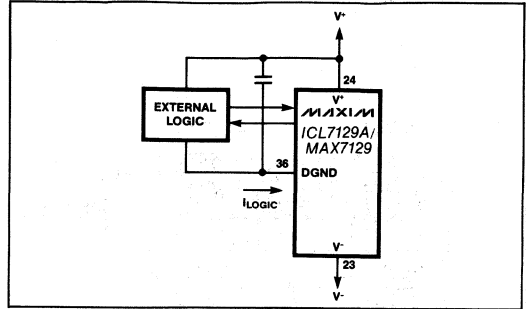 V+
24
V+
EXTERNAL
LOGIC
MAXIM
ICL7129A/
MAX7129
36
DGND
ILOGIC
V-
23
V-